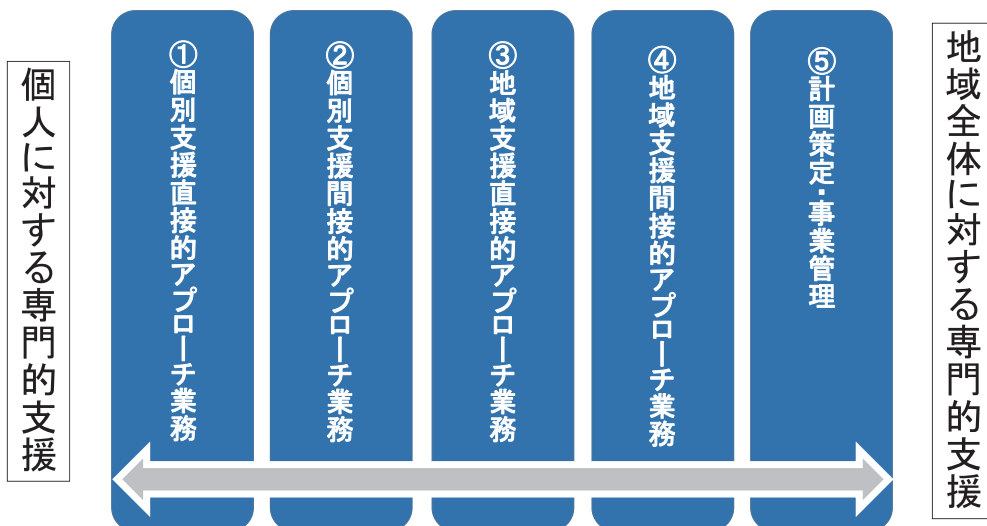 個人に対する専門的支援
①個別支援直接的アプローチ業務
②個別支援間接的アプローチ業務
③地域支援直接的アプローチ業務
④地域支援間接的アプローチ業務
⑤計画策定・事業管理
地域全体に対する専門的支援